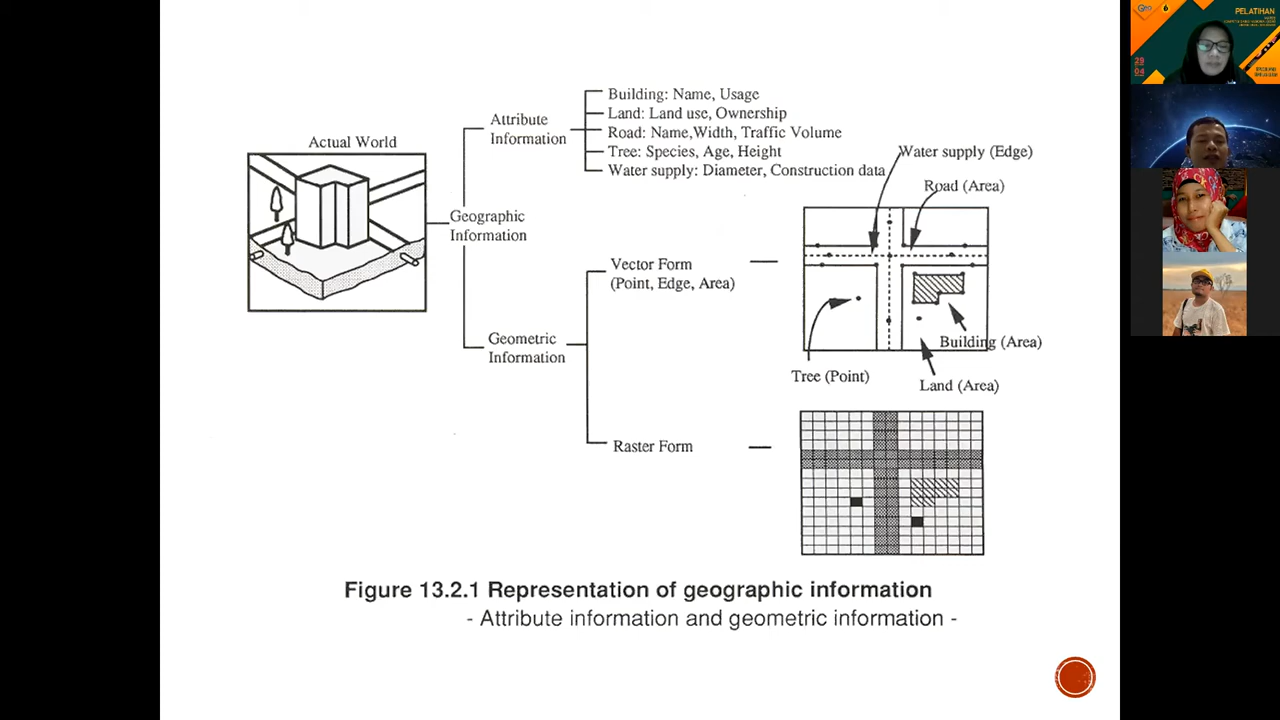 Actual World
Attribute
Information
Building: Name, Usage
Land: Land use, Ownership
Road: Name,Width, Traffic Volume
Tree: Species, Age, Height
Water supply: Diameter, Construction data
Geographic
Information
Vector Form
(Point, Edge, Area)
Geometric
Information
Raster Form
Water supply (Edge)
Road (Area)
Building (Area)
Tree (Point)
Land (Area)
Figure 13.2.1 Representation of geographic information
- Attribute information and geometric information -
PELATIHAN